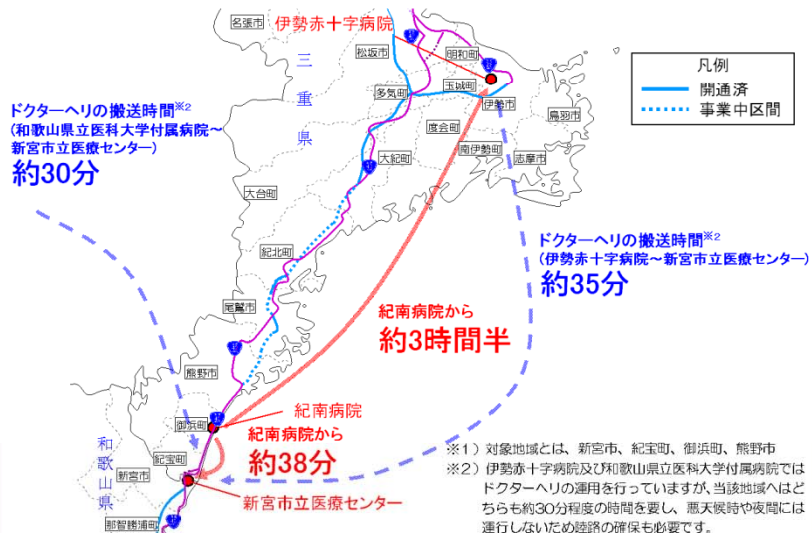 名張市
伊勢赤十字病院
三重県
松坂市
明和町
多気町
玉城町
伊勢市
鳥羽市
度会町
南伊勢町
志摩市
大紀町
大台町
紀北町
尾鷲市
熊野市
御浜町
紀宝町
新宮市
和歌山県
那智勝浦町
凡例
開通済
事業中区間
ドクターヘリの搬送時間※2
(和歌山県立医科大学付属病院～
新宮市立医療センター)
約30分
ドクターヘリの搬送時間※2
(伊勢赤十字病院～新宮市立医療センター)
約35分
紀南病院から
約3時間半
紀南病院
紀南病院から
約38分
新宮市立医療センター
※1）対象地域とは、新宮市、紀宝町、御浜町、熊野市
※2）伊勢赤十字病院及び和歌山県立医科大学付属病院では
ドクターヘリの運用を行っていますが、当該地域へはど
ちらも約30分程度の時間を要し、悪天候時や夜間には
運行しないため陸路の確保も必要です。